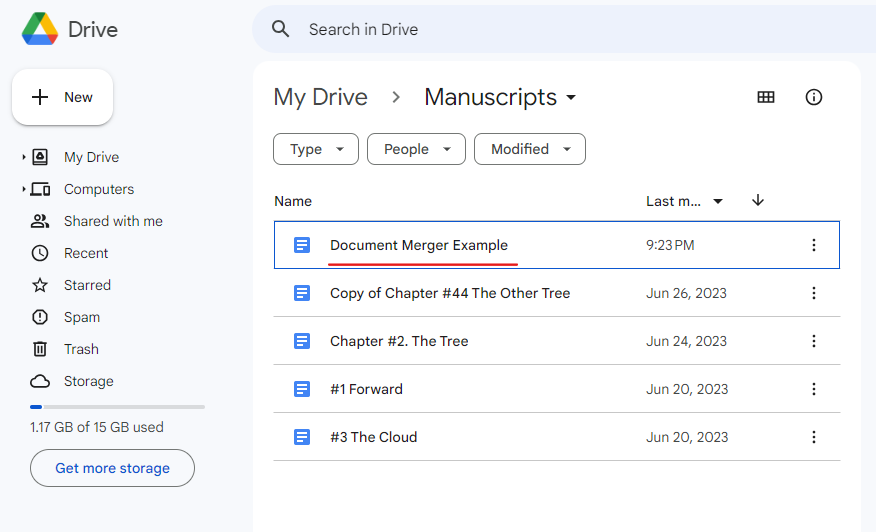 Drive
Search in Drive
New
My Drive
Computers
Shared with me
Recent
Starred
Spam
Trash
Storage
1.17 GB of 15 GB used
Get more storage
My Drive > Manuscripts
Type People Modified
Name Last m...
Document Merger Example 9:23 PM
Copy of Chapter #44 The Other Tree Jun 26, 2023
Chapter #2. The Tree Jun 24, 2023
#1 Forward Jun 20, 2023
#3 The Cloud Jun 20, 2023